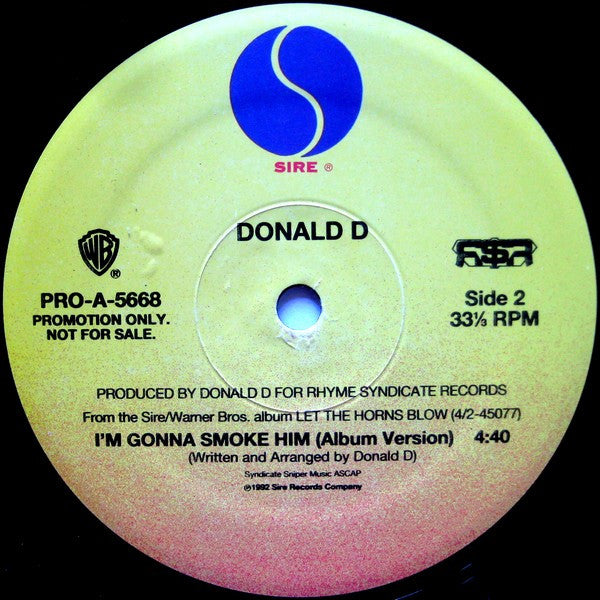 SIRE ®
DONALD D
WB ®
PRO-A-5668
PROMOTION ONLY.
NOT FOR SALE.
Side 2
33⅓ RPM
PRODUCED BY DONALD D FOR RHYME SYNDICATE RECORDS
From the Sire/Warner Bros. album LET THE HORNS BLOW (4/2-45077)
I'M GONNA SMOKE HIM (Album Version) 4:40
(Written and Arranged by Donald D)
Syndicate Sniper Music ASCAP
℗1992 Sire Records Company